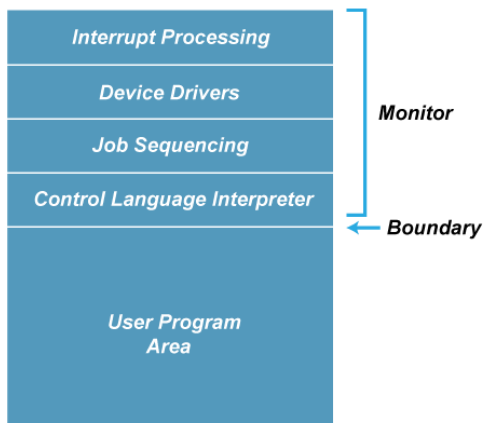 Interrupt Processing
Device Drivers
Job Sequencing
Control Language Interpreter
Monitor
Boundary
User Program
Area